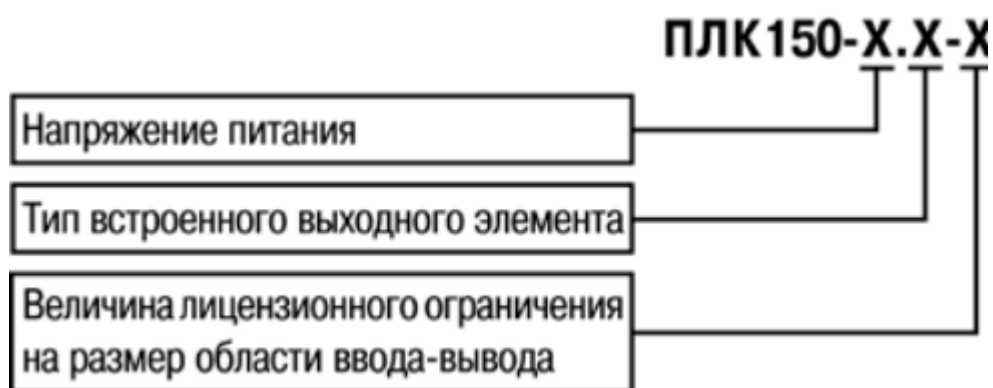 ПЛК150-Х.Х-Х
Напряжение питания
Тип встроенного выходного элемента
Величина лицензионного ограничения
на размер области ввода-вывода